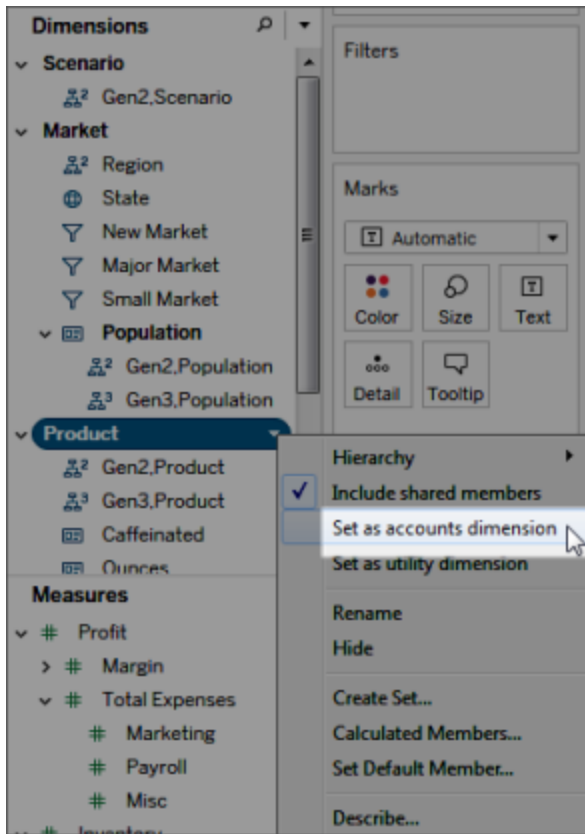 Dimensions
Scenario
Gen2,Scenario
Market
Region
State
New Market
Major Market
Small Market
Population
Gen2,Population
Gen3,Population
Product
Gen2,Product
Gen3,Product
Caffeinated
Ounces
Measures
Profit
Margin
Total Expenses
Marketing
Payroll
Misc
Inventory
Filters
Marks
Automatic
Color
Size
Text
Detail
Tooltip
Hierarchy
Include shared members
Set as accounts dimension
Set as utility dimension
Rename
Hide
Create Set...
Calculated Members...
Set Default Member...
Describe...